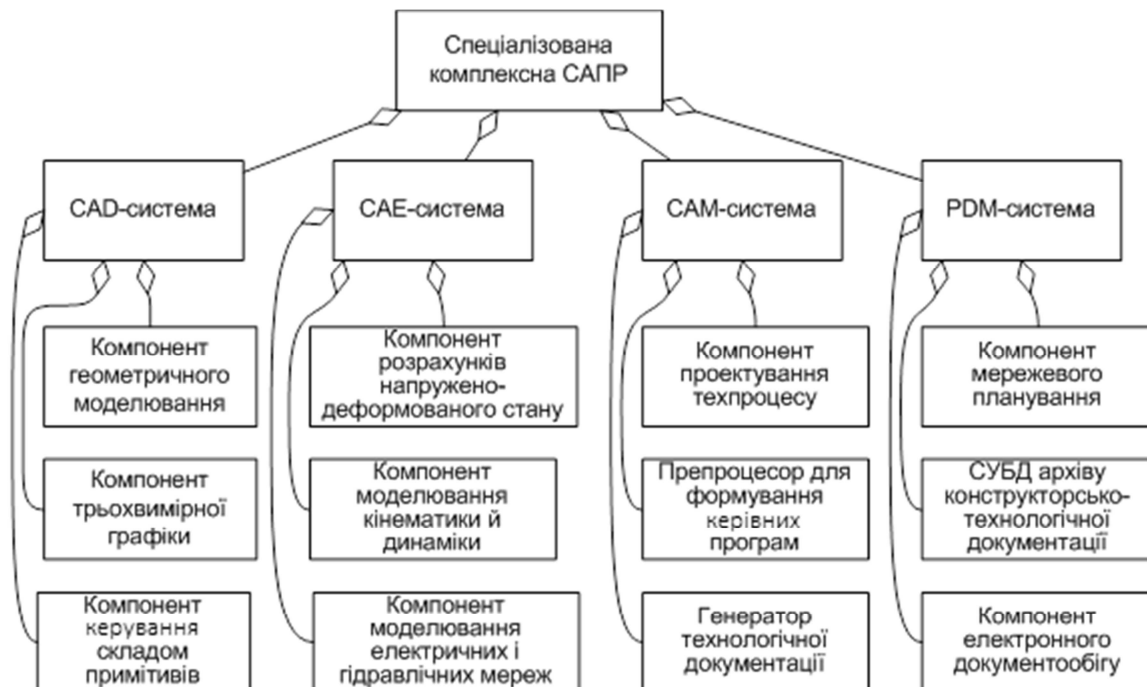 Спеціалізована
комплексна САПР
CAD-система
CAE-система
CAM-система
PDM-система
Компонент
геометричного
моделювання
Компонент
розрахунків
напружено-
деформованого стану
Компонент
проектування
техпроцесу
Компонент
мережевого
планування
Компонент
трьохвимірної
графіки
Компонент
моделювання
кінематики й
динаміки
Препроцесор для
формування
керівних
програм
СУБД архіву
конструкторсько-
технологічної
документації
Компонент
керування
складом
примітивів
Компонент
моделювання
електричних і
гідравлічних мереж
Генератор
технологічної
документації
Компонент
електронного
документообігу